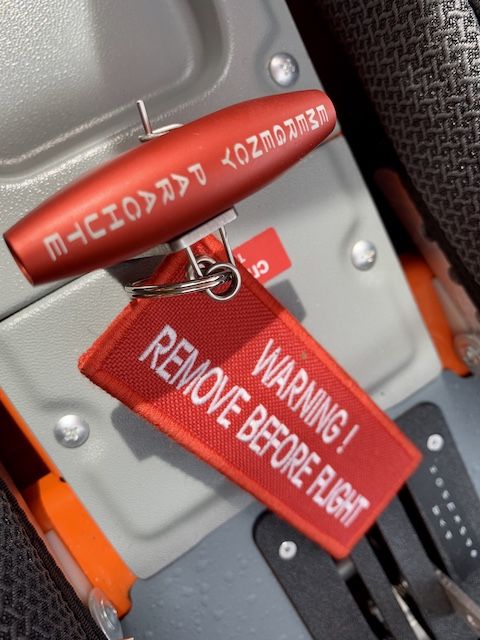 EMERGENCY PARACHUTE
WARNING !
REMOVE BEFORE FLIGHT